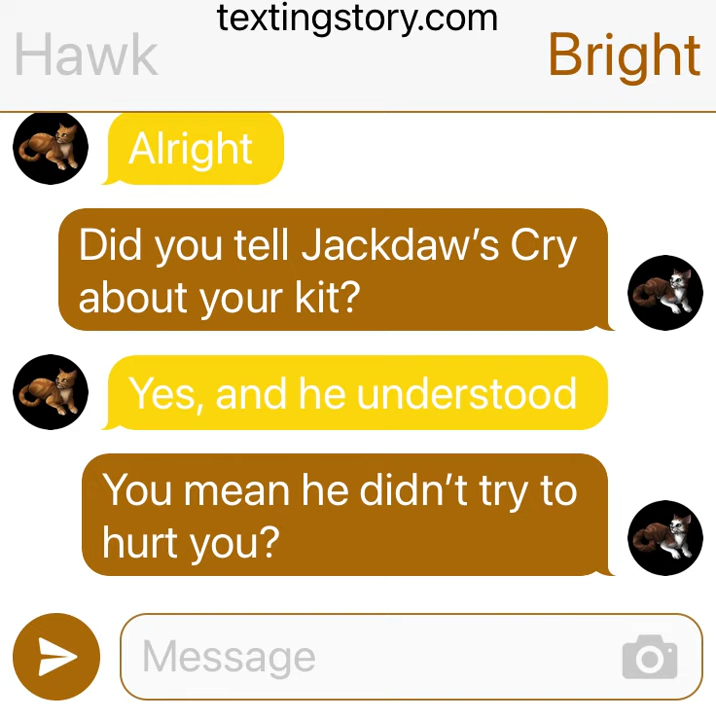 textingstory.com
Hawk
Bright
Alright
Did you tell Jackdaw’s Cry
about your kit?
Yes, and he understood
You mean he didn’t try to
hurt you?
Message